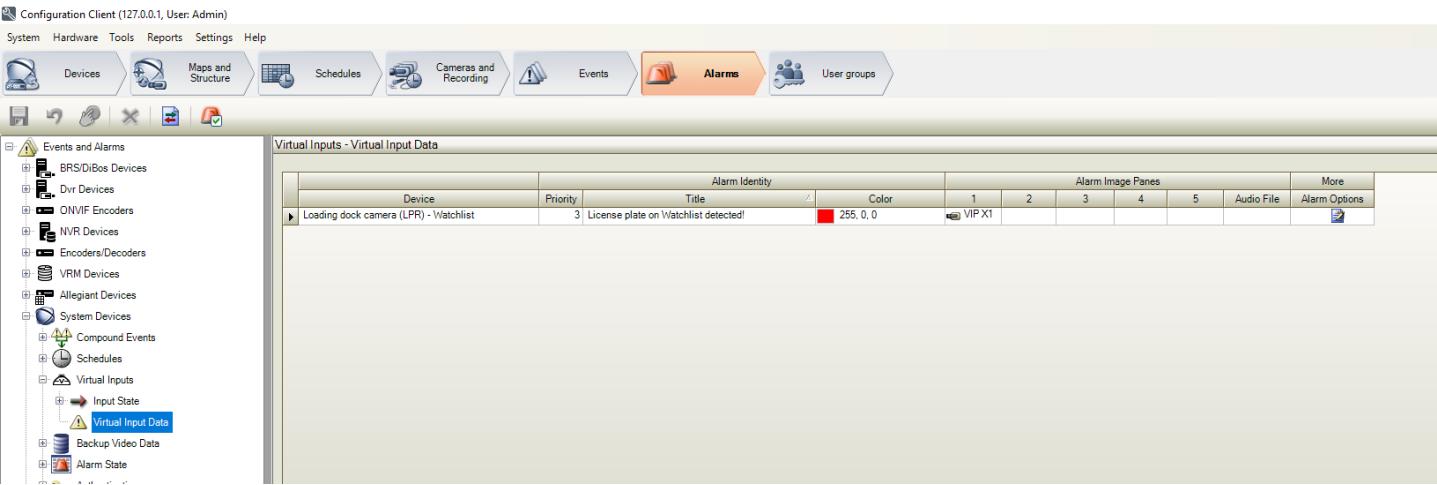 Configuration Client (127.0.0.1, User: Admin)
System Hardware Tools Reports Settings Help
Devices Maps and Structure Schedules Cameras and Recording Events Alarms User groups
Events and Alarms
BRS/DiBos Devices
Dvr Devices
ONVIF Encoders
NVR Devices
Encoders/Decoders
VRM Devices
Allegiant Devices
System Devices
Compound Events
Schedules
Virtual Inputs
Input State
Virtual Input Data
Backup Video Data
Alarm State
Virtual Inputs - Virtual Input Data
Alarm Identity Alarm Image Panes More
Device Priority Title Color 1 2 3 4 5 Audio File Alarm Options
Loading dock camera (LPR) - Watchlist 3 License plate on Watchlist detected! 255, 0, 0 VIP X1